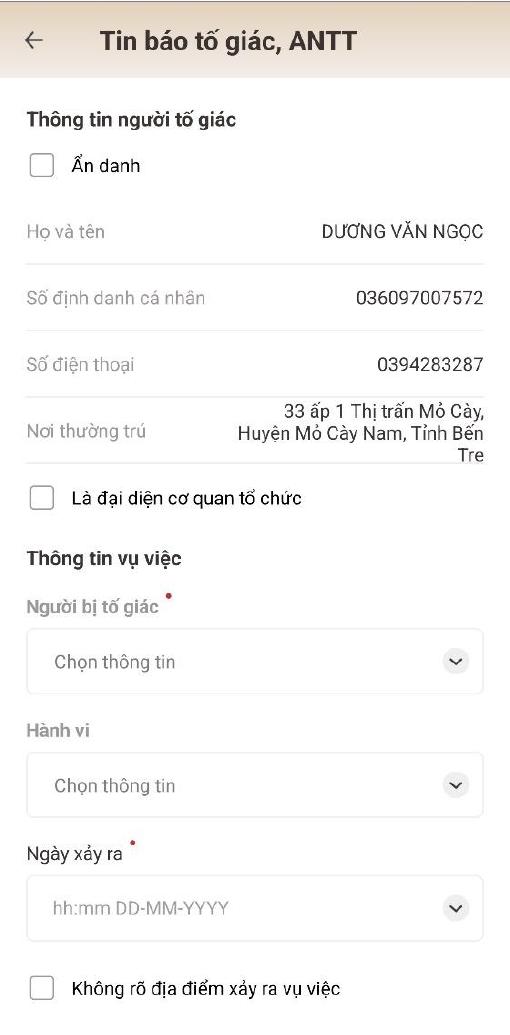 Tin báo tố giác, ANTT
Thông tin người tố giác
Ẩn danh
Họ và tên DƯƠNG VĂN NGỌC
Số định danh cá nhân 036097007572
Số điện thoại 0394283287
Nơi thường trú 33 ấp 1 Thị trấn Mỏ Cày,
Huyện Mỏ Cày Nam, Tỉnh Bến
Tre
Là đại diện cơ quan tổ chức
Thông tin vụ việc
Người bị tố giác
Chọn thông tin
Hành vi
Chọn thông tin
Ngày xảy ra
hh:mm DD-MM-YYYY
Không rõ địa điểm xảy ra vụ việc